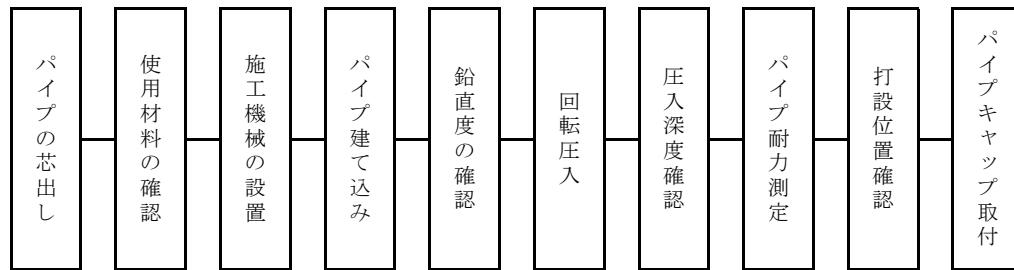 パイプの芯出し
使用材料の確認
施工機械の設置
パイプ建て込み
鉛直度の確認
回転圧入
圧入深度確認
パイプ耐力測定
打設位置確認
パイプキャップ取付